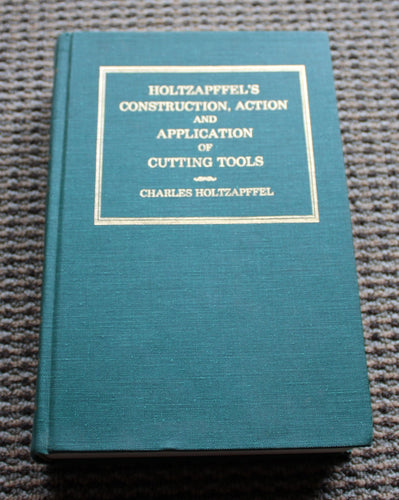 HOLTZAPFFEL'S
CONSTRUCTION, ACTION
AND
APPLICATION
OF
CUTTING TOOLS
CHARLES HOLTZAPFFEL